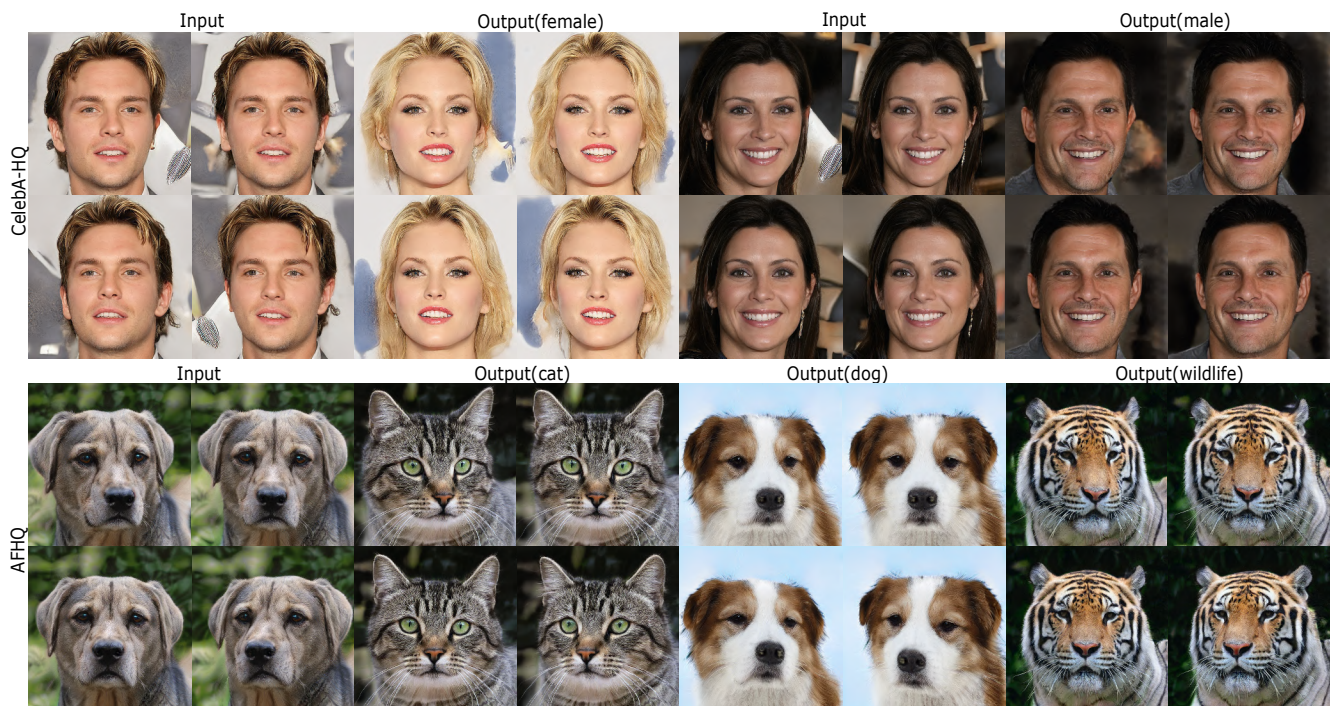 Input Output(female) Input Output(male)
CelebA-HQ
Input Output(cat) Output(dog) Output(wildlife)
AFHQ